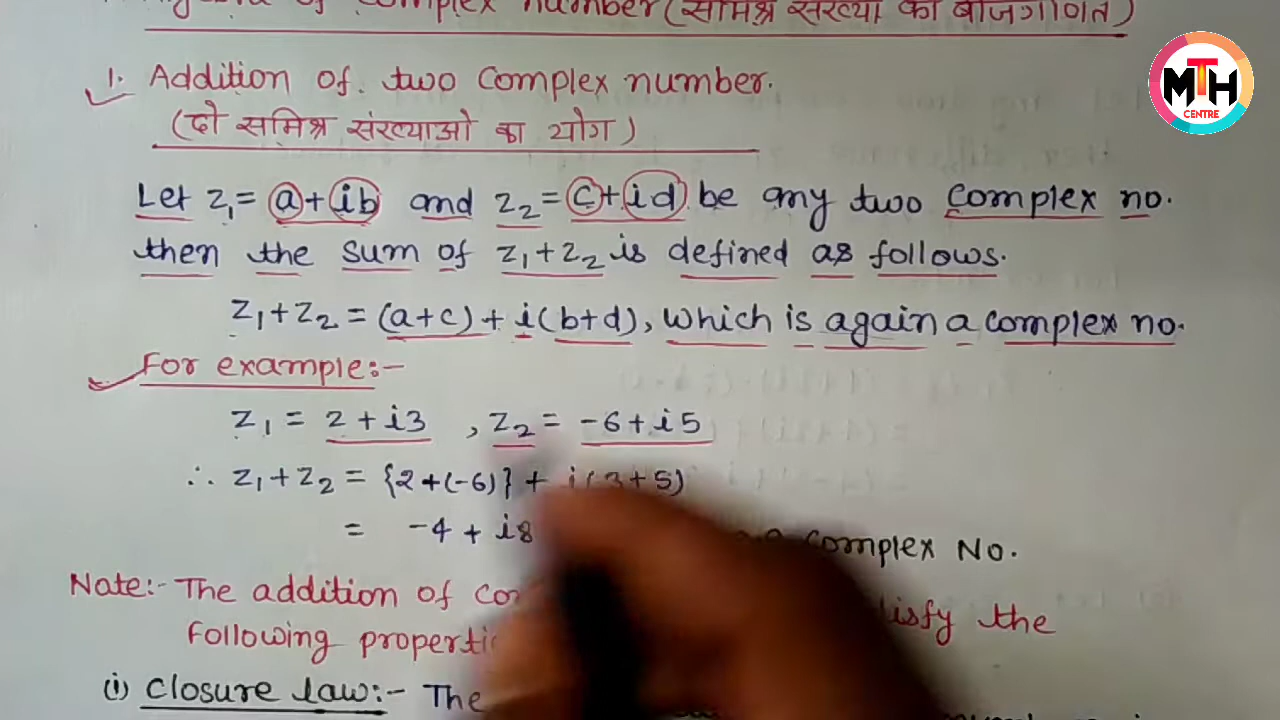 of complex number (समिश्र संख्या का बीजगणित)
MTH
CENTRE
1. Addition of two complex number.
(दो समिश्र संख्याओ का योग)
Let z₁ = a + ib and z₂ = c + id be any two complex no.
then the sum of z₁ + z₂ is defined as follows.
z₁ + z₂ = (a+c) + i(b+d), which is again a complex no.
For example:-
z₁ = 2 + i3 , z₂ = -6 + i5
∴ z₁ + z₂ = {2+(-6)} + i(3+5)
= -4 + i8 complex No.
Note:- The addition of the
following
(i) closure law:- The